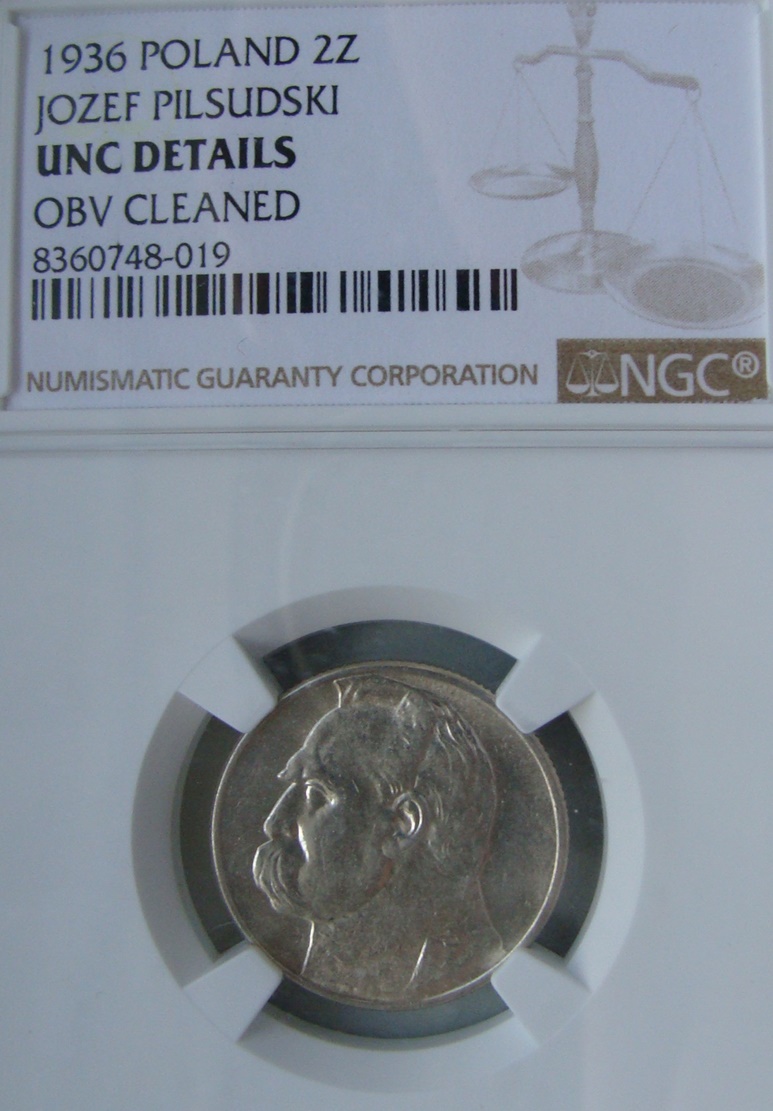 1936 POLAND 2Z
JOZEF PILSUDSKI
UNC DETAILS
OBV CLEANED
8360748-019
NUMISMATIC GUARANTY CORPORATION
NGC®